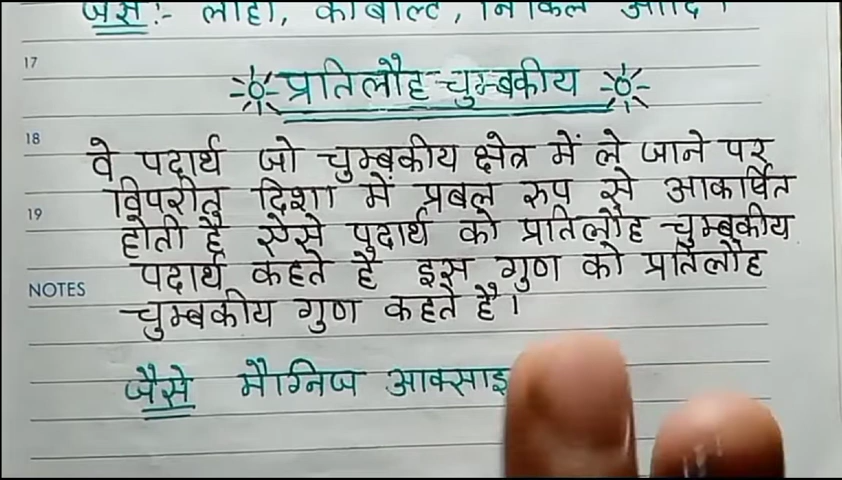 जैसे:- लोहा, कोबाल्ट, निकिल आदि।
17
प्रतिलौह चुम्बकीय
18
वे पदार्थ जो चुम्बकीय क्षेत्र में ले जाने पर
विपरीत दिशा में प्रबल रुप से आकर्षित
19
होती है ऐसे पदार्थ को प्रतिलौह चुम्बकीय
पदार्थ कहते है इस गुण को प्रतिलौह
NOTES
चुम्बकीय गुण कहते है।
जैसे मैग्निज आक्साइ